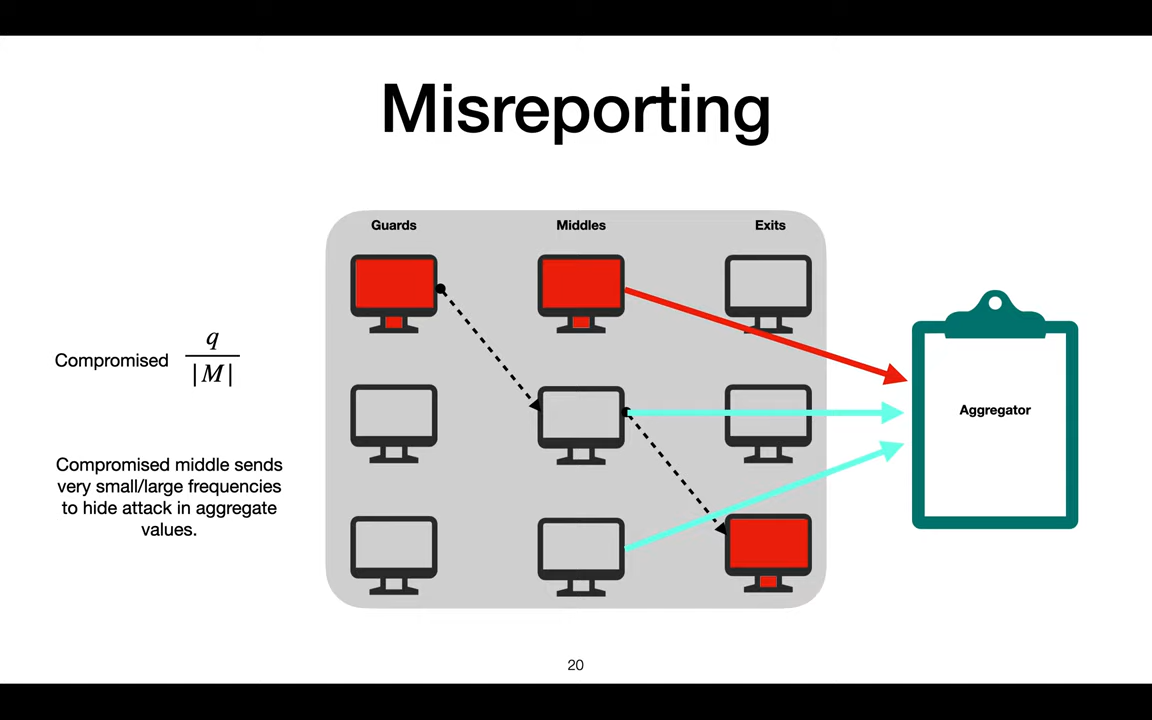 Misreporting
Guards
Middles
Exits
Compromised q / |M|
Compromised middle sends
very small/large frequencies
to hide attack in aggregate
values.
Aggregator
20